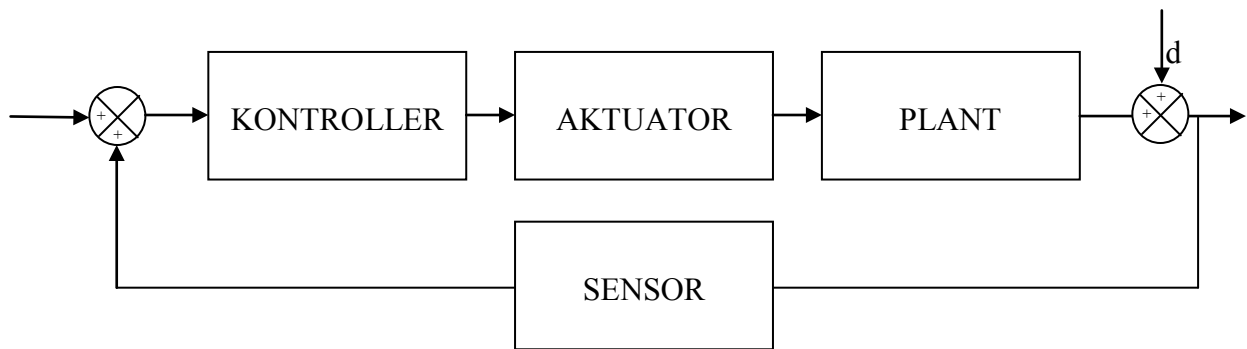 d
+
+
KONTROLLER
AKTUATOR
PLANT
+
+
SENSOR